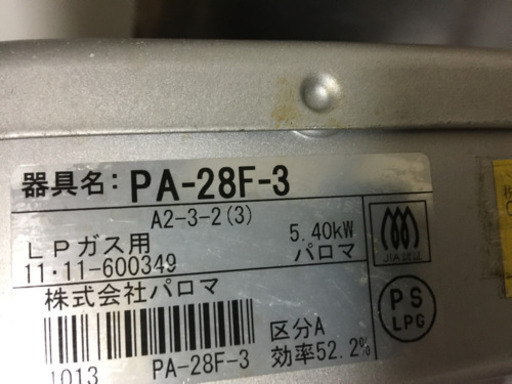 器具名: PA-28F-3
A2-3-2(3)
LPガス用 5.40kW
11・11-600349 パロマ
JIA
株式会社パロマ
PS
LPG
区分A
1013 PA-28F-3 効率52.2%